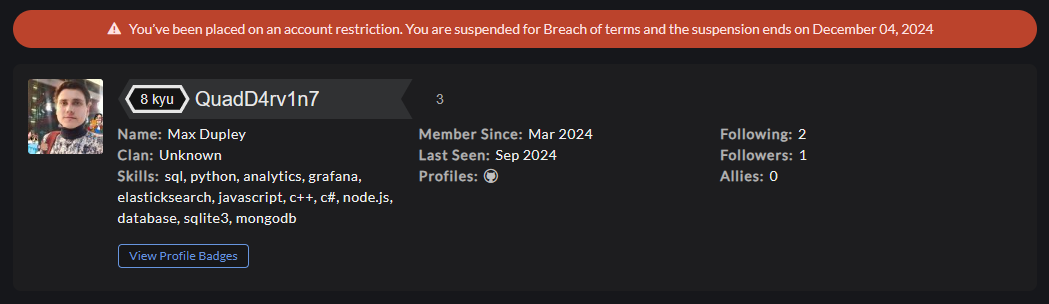 You've been placed on an account restriction. You are suspended for Breach of terms and the suspension ends on December 04, 2024
8 kyu QuadD4rv1n7 3
Name: Max Dupley
Clan: Unknown
Skills: sql, python, analytics, grafana,
elasticksearch, javascript, c++, c#, node.js,
database, sqlite3, mongodb
View Profile Badges
Member Since: Mar 2024
Last Seen: Sep 2024
Profiles:
Following: 2
Followers: 1
Allies: 0